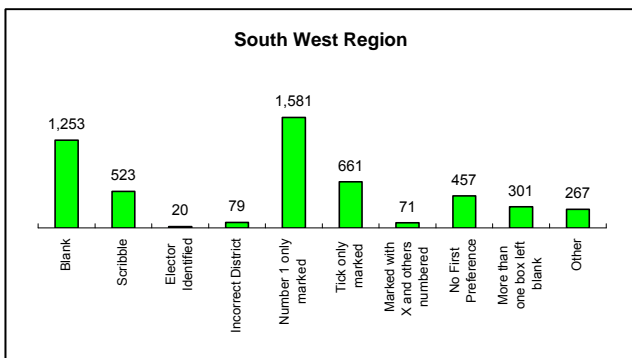 South West Region
1,253
523
20
79
1,581
661
71
457
301
267
Blank
Scribble
Elector
Identified
Incorrect District
Number 1 only
marked
Tick only
marked
Marked with
X and others
numbered
No First
Preference
More than
one box left
blank
Other